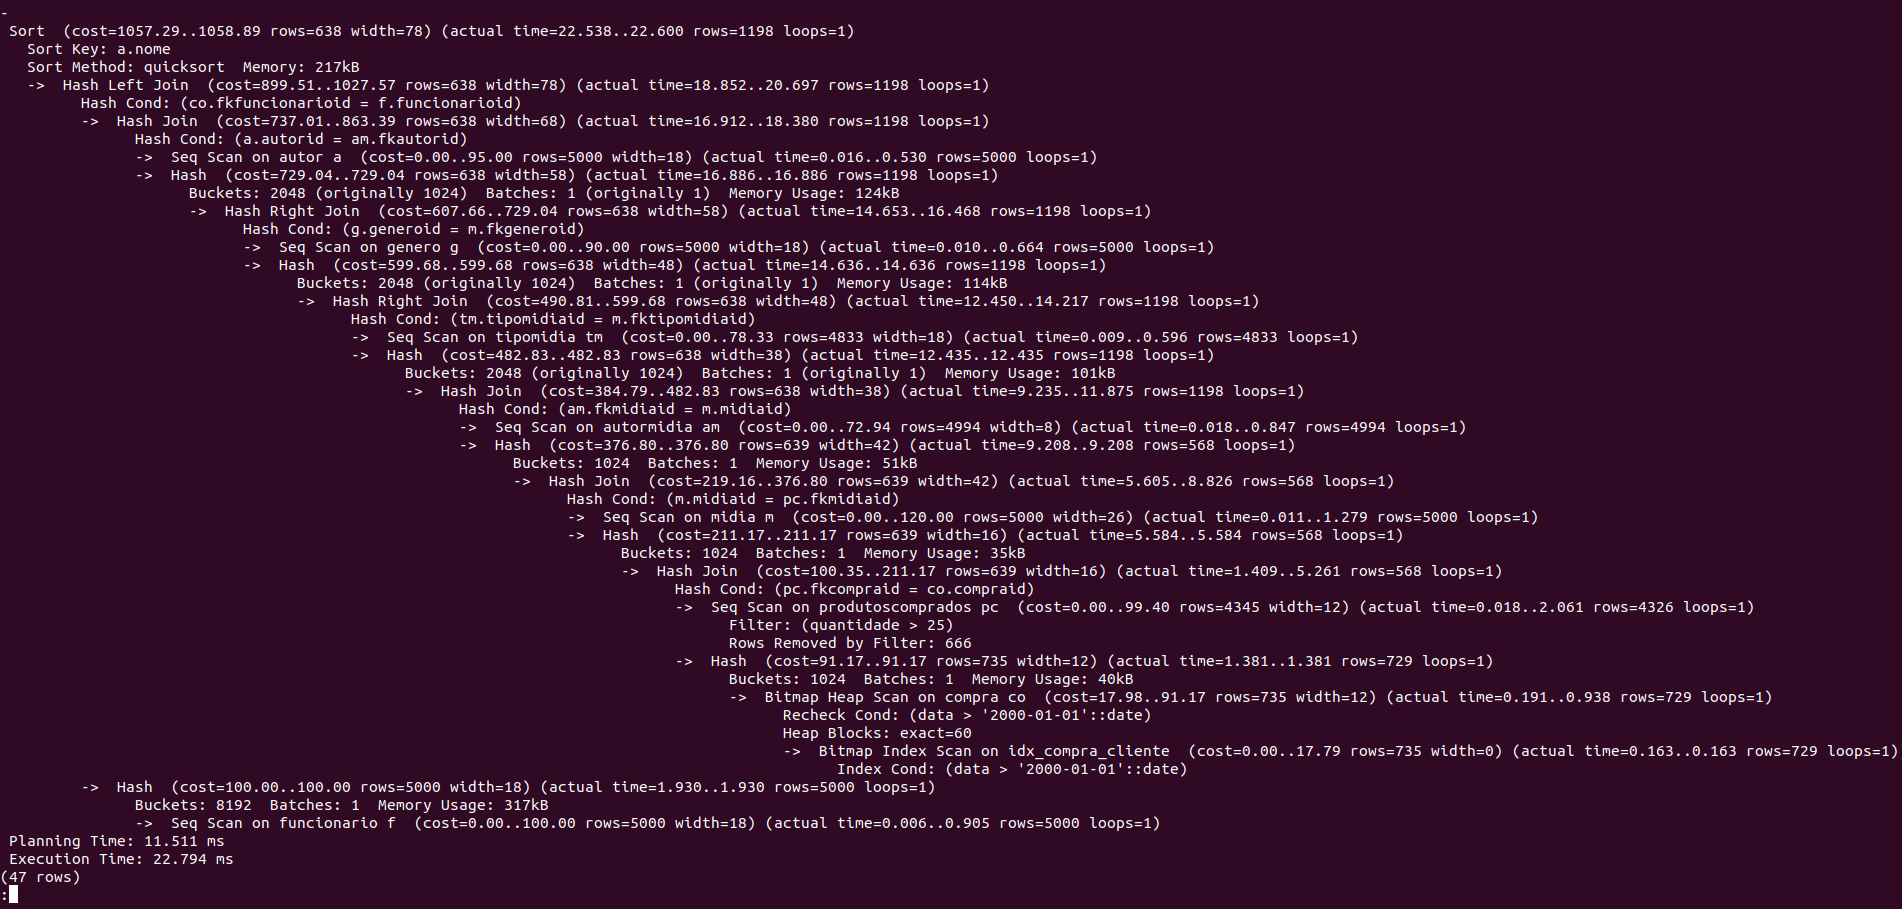 -
Sort  (cost=1057.29..1058.89 rows=638 width=78) (actual time=22.538..22.600 rows=1198 loops=1)
Sort Key: a.nome
Sort Method: quicksort  Memory: 217kB
->  Hash Left Join  (cost=899.51..1027.57 rows=638 width=78) (actual time=18.852..20.697 rows=1198 loops=1)
Hash Cond: (co.fkfuncionarioid = f.funcionarioid)
->  Hash Join  (cost=737.01..863.39 rows=638 width=68) (actual time=16.912..18.380 rows=1198 loops=1)
Hash Cond: (a.autorid = am.fkautorid)
->  Seq Scan on autor a  (cost=0.00..95.00 rows=5000 width=18) (actual time=0.016..0.530 rows=5000 loops=1)
->  Hash  (cost=729.04..729.04 rows=638 width=58) (actual time=16.886..16.886 rows=1198 loops=1)
Buckets: 2048 (originally 1024)  Batches: 1 (originally 1)  Memory Usage: 124kB
->  Hash Right Join  (cost=607.66..729.04 rows=638 width=58) (actual time=14.653..16.468 rows=1198 loops=1)
Hash Cond: (g.generoid = m.fkgeneroid)
->  Seq Scan on genero g  (cost=0.00..90.00 rows=5000 width=18) (actual time=0.010..0.664 rows=5000 loops=1)
->  Hash  (cost=599.68..599.68 rows=638 width=48) (actual time=14.636..14.636 rows=1198 loops=1)
Buckets: 2048 (originally 1024)  Batches: 1 (originally 1)  Memory Usage: 114kB
->  Hash Right Join  (cost=490.81..599.68 rows=638 width=48) (actual time=12.450..14.217 rows=1198 loops=1)
Hash Cond: (tm.tipomidiaid = m.fktipomidiaid)
->  Seq Scan on tipomidia tm  (cost=0.00..78.33 rows=4833 width=18) (actual time=0.009..0.596 rows=4833 loops=1)
->  Hash  (cost=482.83..482.83 rows=638 width=38) (actual time=12.435..12.435 rows=1198 loops=1)
Buckets: 2048 (originally 1024)  Batches: 1 (originally 1)  Memory Usage: 101kB
->  Hash Join  (cost=384.79..482.83 rows=638 width=38) (actual time=9.235..11.875 rows=1198 loops=1)
Hash Cond: (am.fkmidiaid = m.midiaid)
->  Seq Scan on autormidia am  (cost=0.00..72.94 rows=4994 width=8) (actual time=0.018..0.847 rows=4994 loops=1)
->  Hash  (cost=376.80..376.80 rows=639 width=42) (actual time=9.208..9.208 rows=568 loops=1)
Buckets: 1024  Batches: 1  Memory Usage: 51kB
->  Hash Join  (cost=219.16..376.80 rows=639 width=42) (actual time=5.605..8.826 rows=568 loops=1)
Hash Cond: (m.midiaid = pc.fkmidiaid)
->  Seq Scan on midia m  (cost=0.00..120.00 rows=5000 width=26) (actual time=0.011..1.279 rows=5000 loops=1)
->  Hash  (cost=211.17..211.17 rows=639 width=16) (actual time=5.584..5.584 rows=568 loops=1)
Buckets: 1024  Batches: 1  Memory Usage: 35kB
->  Hash Join  (cost=100.35..211.17 rows=639 width=16) (actual time=1.409..5.261 rows=568 loops=1)
Hash Cond: (pc.fkcompraid = co.compraid)
->  Seq Scan on produtoscomprados pc  (cost=0.00..99.40 rows=4345 width=12) (actual time=0.018..2.061 rows=4326 loops=1)
Filter: (quantidade > 25)
Rows Removed by Filter: 666
->  Hash  (cost=91.17..91.17 rows=735 width=12) (actual time=1.381..1.381 rows=729 loops=1)
Buckets: 1024  Batches: 1  Memory Usage: 40kB
->  Bitmap Heap Scan on compra co  (cost=17.98..91.17 rows=735 width=12) (actual time=0.191..0.938 rows=729 loops=1)
Recheck Cond: (data > '2000-01-01'::date)
Heap Blocks: exact=60
->  Bitmap Index Scan on idx_compra_cliente  (cost=0.00..17.79 rows=735 width=0) (actual time=0.163..0.163 rows=729 loops=1)
Index Cond: (data > '2000-01-01'::date)
->  Hash  (cost=100.00..100.00 rows=5000 width=18) (actual time=1.930..1.930 rows=5000 loops=1)
Buckets: 8192  Batches: 1  Memory Usage: 317kB
->  Seq Scan on funcionario f  (cost=0.00..100.00 rows=5000 width=18) (actual time=0.006..0.905 rows=5000 loops=1)
Planning Time: 11.511 ms
Execution Time: 22.794 ms
(47 rows)
: